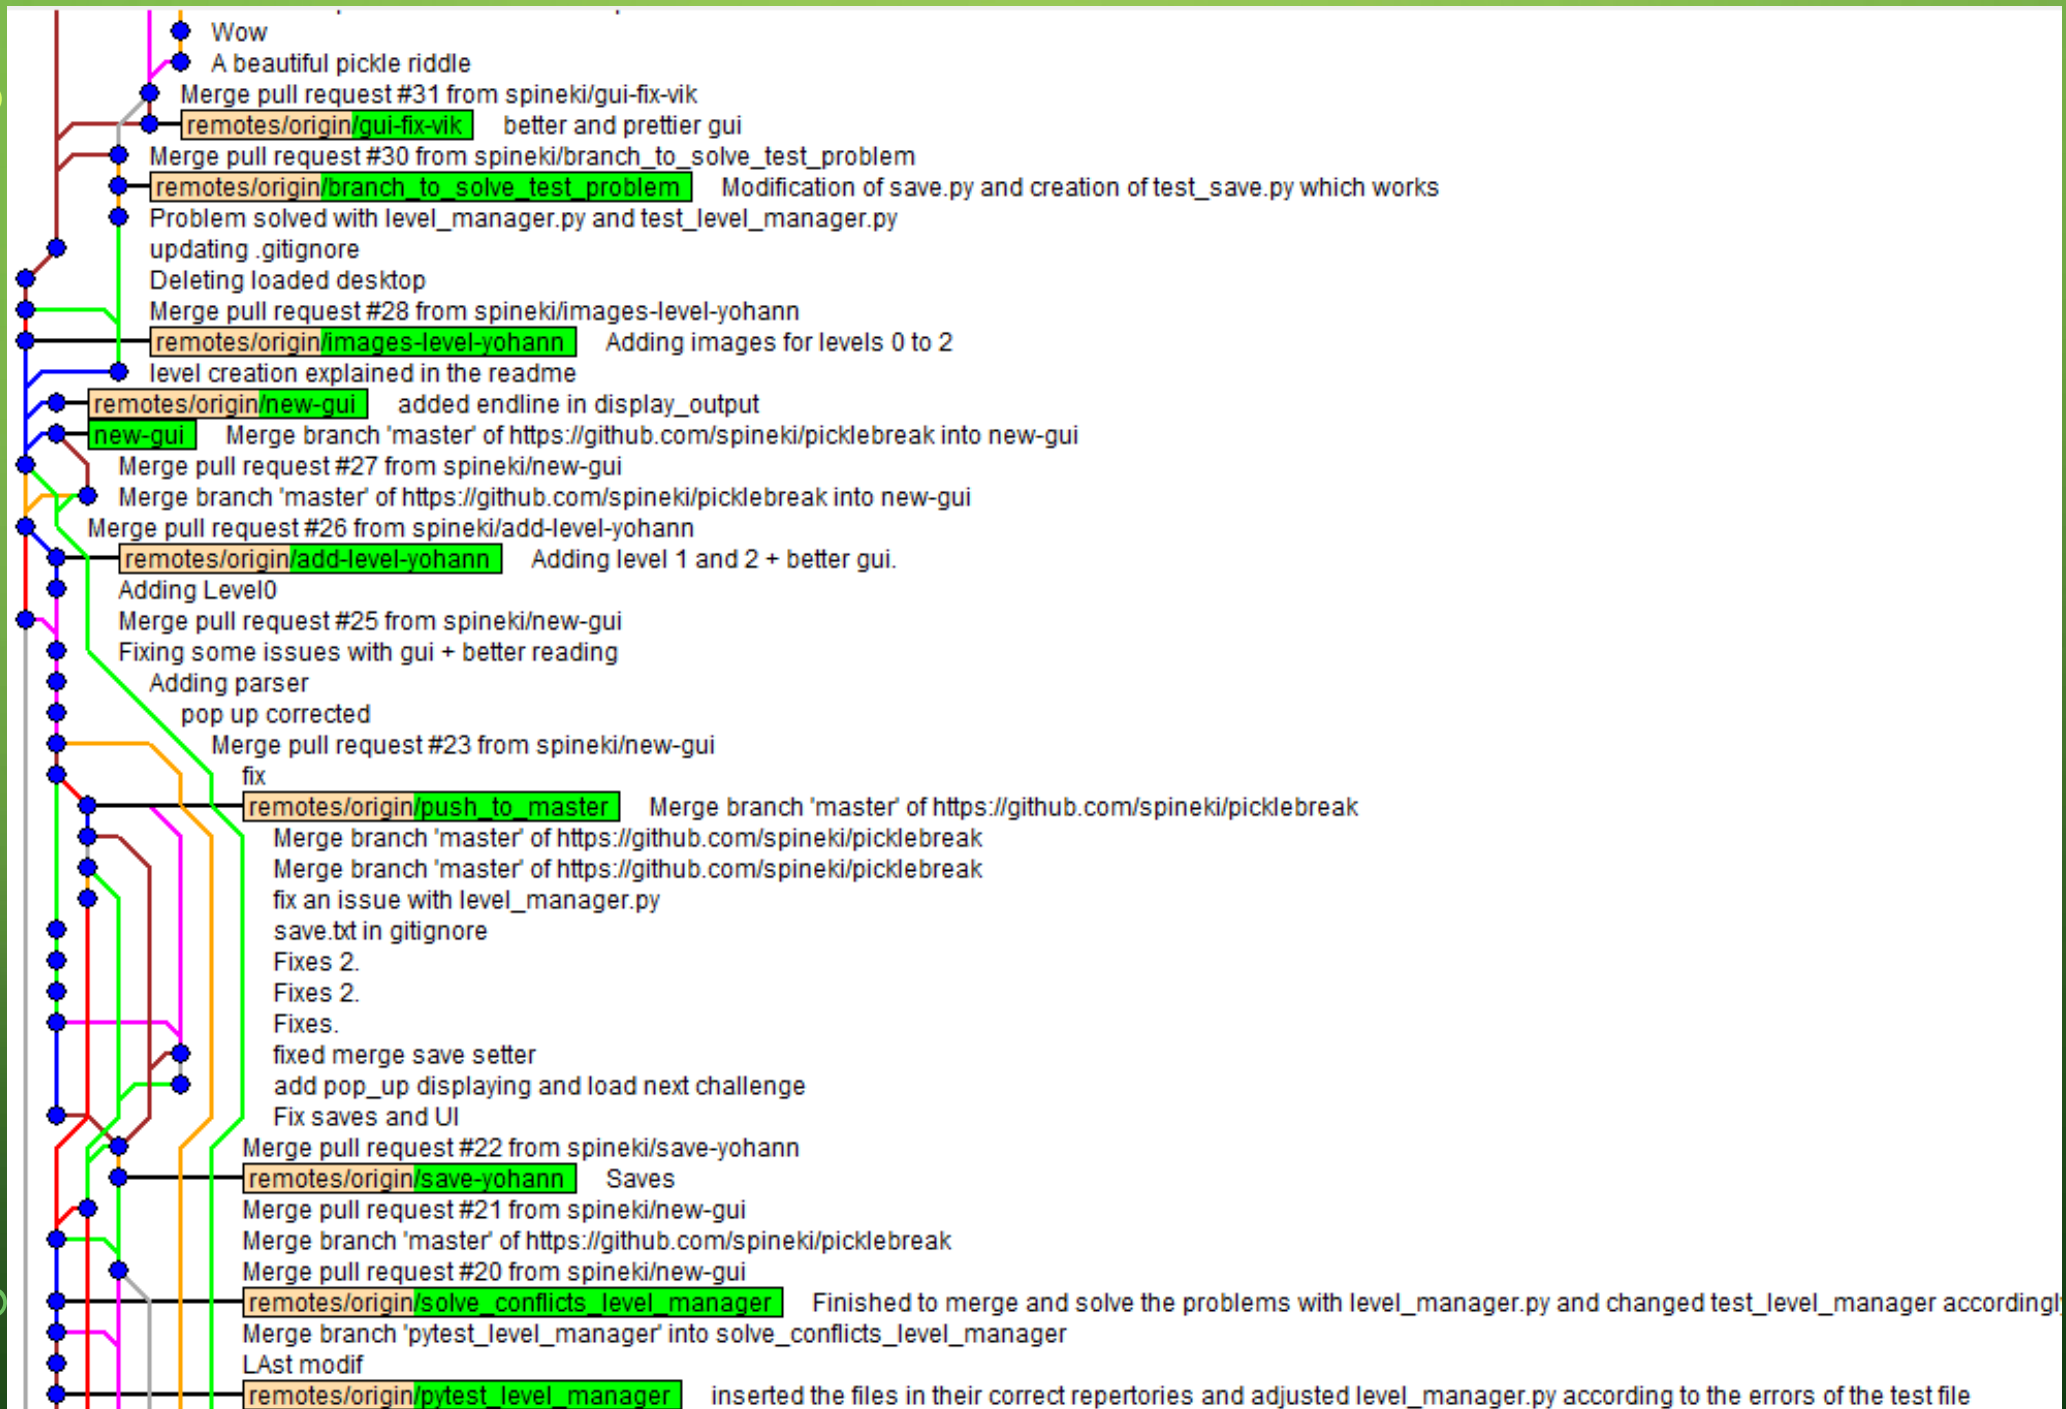 Wow
A beautiful pickle riddle
Merge pull request #31 from spineki/gui-fix-vik
remotes/origin/gui-fix-vik better and prettier gui
Merge pull request #30 from spineki/branch_to_solve_test_problem
remotes/origin/branch_to_solve_test_problem Modification of save.py and creation of test_save.py which works
Problem solved with level_manager.py and test_level_manager.py
updating .gitignore
Deleting loaded desktop
Merge pull request #28 from spineki/images-level-yohann
remotes/origin/images-level-yohann Adding images for levels 0 to 2
level creation explained in the readme
remotes/origin/new-gui added endline in display_output
new-gui Merge branch 'master' of https://github.com/spineki/picklebreak into new-gui
Merge pull request #27 from spineki/new-gui
Merge branch 'master' of https://github.com/spineki/picklebreak into new-gui
Merge pull request #26 from spineki/add-level-yohann
remotes/origin/add-level-yohann Adding level 1 and 2 + better gui.
Adding Level0
Merge pull request #25 from spineki/new-gui
Fixing some issues with gui + better reading
Adding parser
pop up corrected
Merge pull request #23 from spineki/new-gui
fix
remotes/origin/push_to_master Merge branch 'master' of https://github.com/spineki/picklebreak
Merge branch 'master' of https://github.com/spineki/picklebreak
Merge branch 'master' of https://github.com/spineki/picklebreak
fix an issue with level_manager.py
save.txt in gitignore
Fixes 2.
Fixes 2.
Fixes.
fixed merge save setter
add pop_up displaying and load next challenge
Fix saves and UI
Merge pull request #22 from spineki/save-yohann
remotes/origin/save-yohann Saves
Merge pull request #21 from spineki/new-gui
Merge branch 'master' of https://github.com/spineki/picklebreak
Merge pull request #20 from spineki/new-gui
remotes/origin/solve_conflicts_level_manager Finished to merge and solve the problems with level_manager.py and changed test_level_manager accordingly
Merge branch 'pytest_level_manager' into solve_conflicts_level_manager
LAst modif
remotes/origin/pytest_level_manager inserted the files in their correct repertories and adjusted level_manager.py according to the errors of the test file